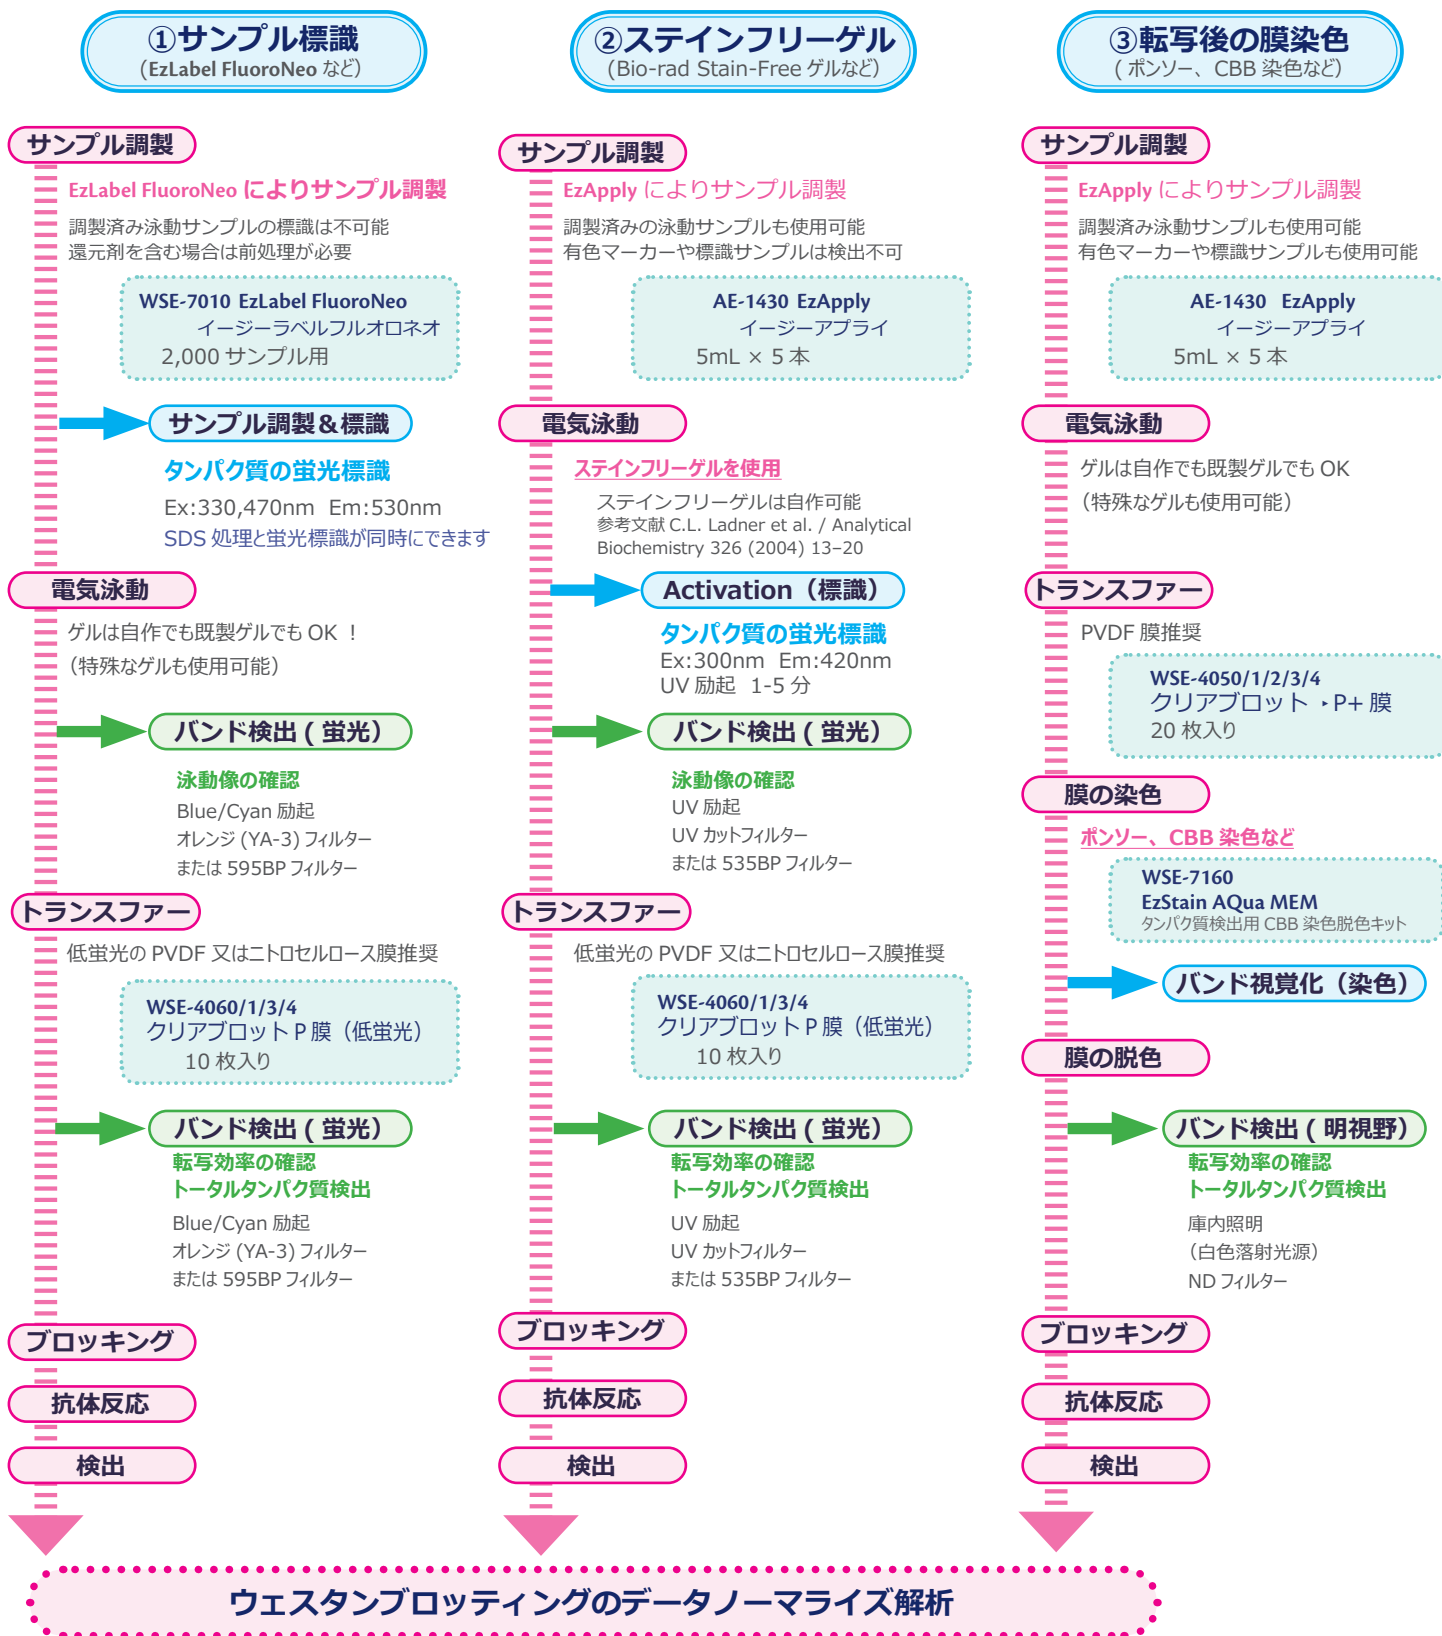 ①サンプル標識
(EzLabel FluoroNeo など)
サンプル調製
EzLabel FluoroNeo によりサンプル調製
調製済み泳動サンプルの標識は不可能
還元剤を含む場合は前処理が必要
WSE-7010 EzLabel FluoroNeo
イージーラベルフルオロネオ
2,000 サンプル用
サンプル調製＆標識
タンパク質の蛍光標識
Ex:330,470nm Em:530nm
SDS 処理と蛍光標識が同時にできます
電気泳動
ゲルは自作でも既製ゲルでも OK ！
（特殊なゲルも使用可能）
バンド検出 ( 蛍光）
泳動像の確認
Blue/Cyan 励起
オレンジ (YA-3) フィルター
または 595BP フィルター
トランスファー
低蛍光の PVDF 又はニトロセルロース膜推奨
WSE-4060/1/3/4
クリアブロット P 膜（低蛍光）
10 枚入り
バンド検出 ( 蛍光）
転写効率の確認
トータルタンパク質検出
Blue/Cyan 励起
オレンジ (YA-3) フィルター
または 595BP フィルター
ブロッキング
抗体反応
検出
②ステインフリーゲル
(Bio-rad Stain-Free ゲルなど)
サンプル調製
EzApply によりサンプル調製
調製済みの泳動サンプルも使用可能
有色マーカーや標識サンプルは検出不可
AE-1430 EzApply
イージーアプライ
5mL × 5 本
電気泳動
ステインフリーゲルを使用
ステインフリーゲルは自作可能
参考文献 C.L. Ladner et al. / Analytical
Biochemistry 326 (2004) 13–20
Activation（標識）
タンパク質の蛍光標識
Ex:300nm Em:420nm
UV 励起 1-5 分
バンド検出 ( 蛍光）
泳動像の確認
UV 励起
UV カットフィルター
または 535BP フィルター
トランスファー
低蛍光の PVDF 又はニトロセルロース膜推奨
WSE-4060/1/3/4
クリアブロット P 膜（低蛍光）
10 枚入り
バンド検出 ( 蛍光）
転写効率の確認
トータルタンパク質検出
UV 励起
UV カットフィルター
または 535BP フィルター
ブロッキング
抗体反応
検出
③転写後の膜染色
( ポンソー、CBB 染色など)
サンプル調製
EzApply によりサンプル調製
調製済み泳動サンプルも使用可能
有色マーカーや標識サンプルも使用可能
AE-1430 EzApply
イージーアプライ
5mL × 5 本
電気泳動
ゲルは自作でも既製ゲルでも OK
（特殊なゲルも使用可能）
トランスファー
PVDF 膜推奨
WSE-4050/1/2/3/4
クリアブロット ・P+ 膜
20 枚入り
膜の染色
ポンソー、CBB 染色など
WSE-7160
EzStain AQua MEM
タンパク質検出用 CBB 染色脱色キット
バンド視覚化（染色）
膜の脱色
バンド検出 ( 明視野）
転写効率の確認
トータルタンパク質検出
庫内照明
（白色落射光源）
ND フィルター
ブロッキング
抗体反応
検出
ウェスタンブロッティングのデータノーマライズ解析